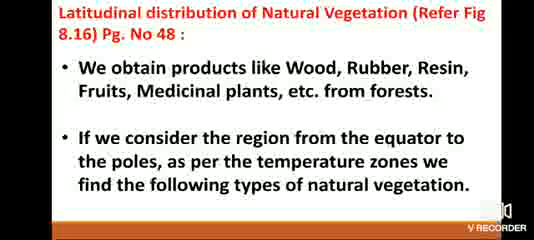 Latitudinal distribution of Natural Vegetation (Refer Fig
8.16) Pg. No 48 :
• We obtain products like Wood, Rubber, Resin,
Fruits, Medicinal plants, etc. from forests.
• If we consider the region from the equator to
the poles, as per the temperature zones we
find the following types of natural vegetation.
V RECORDER